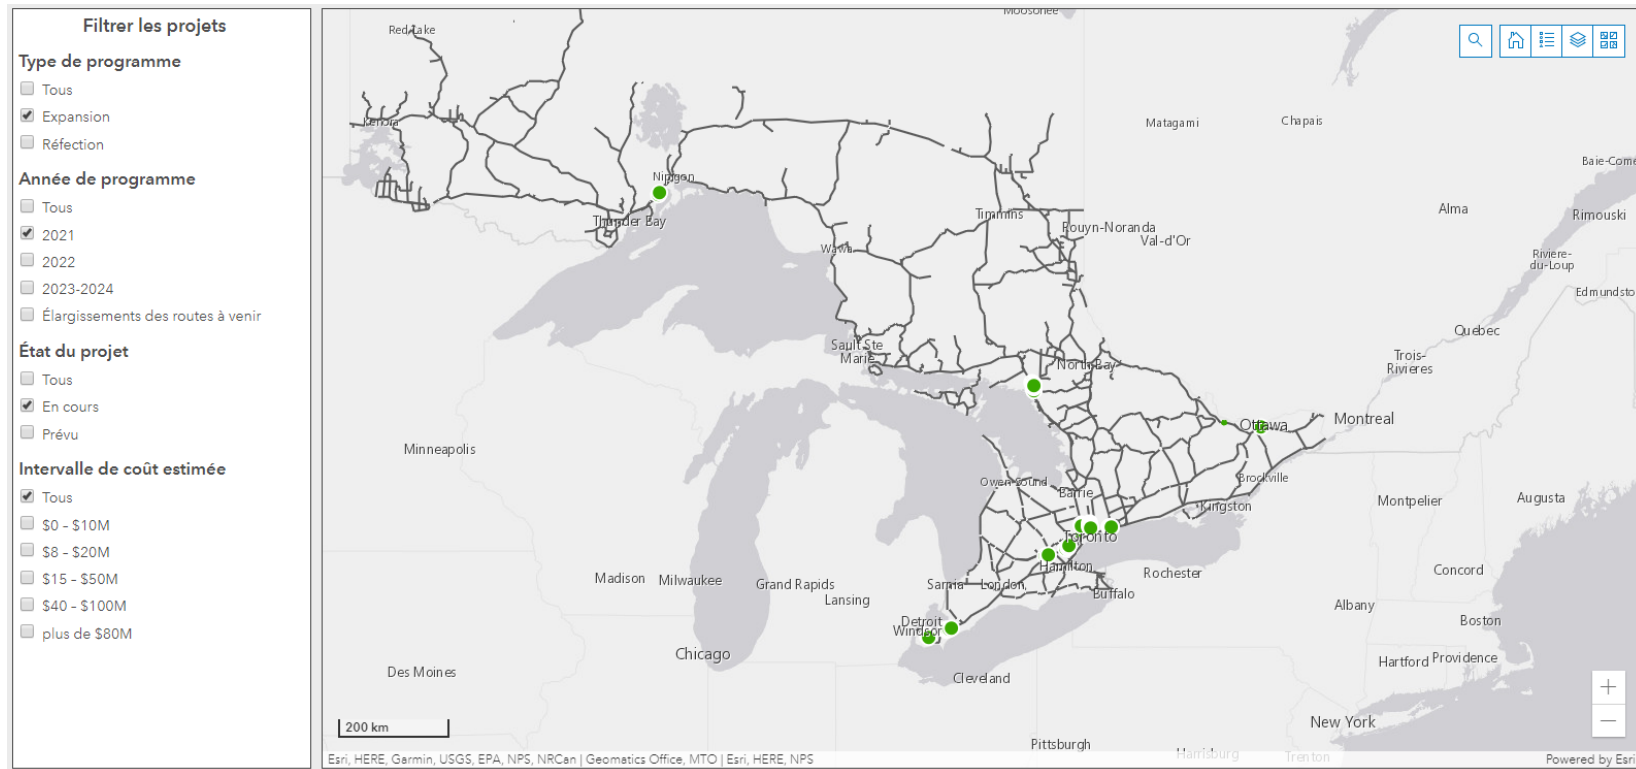 Filtrer les projets
Type de programme
Tous
Expansion
Réfection
Année de programme
Tous
2021
2022
2023-2024
Élargissements des routes à venir
État du projet
Tous
En cours
Prévu
Intervalle de coût estimée
Tous
$0 - $10M
$8 - $20M
$15 - $50M
$40 - $100M
plus de $80M
Moosonee
Red Lake
Matagami
Chapais
Kenora
Baie-Come
Nipigon
Alma
Rimouski
Timmins
Thunder Bay
Rouyn-Noranda
Val-d'Or
Wawa
Riviere-
du-Loup
Edmundsto
Quebec
Sault Ste
Marie
Trois-
Rivieres
North Bay
Montreal
Ottawa
Minneapolis
Owen Sound
Brockville
Barrie
Kingston
Montpelier
Augusta
Toronto
Hamilton
Rochester
Concord
Madison
Milwaukee
Grand Rapids
Sarnia
London
Lansing
Buffalo
Albany
Detroit
Windsor
Boston
Chicago
Hartford
Providence
Des Moines
Cleveland
New York
200 km
Pittsburgh
Harrisburg
Trenton
Esri, HERE, Garmin, USGS, EPA, NPS, NRCan | Geomatics Office, MTO | Esri, HERE, NPS
Powered by Esri